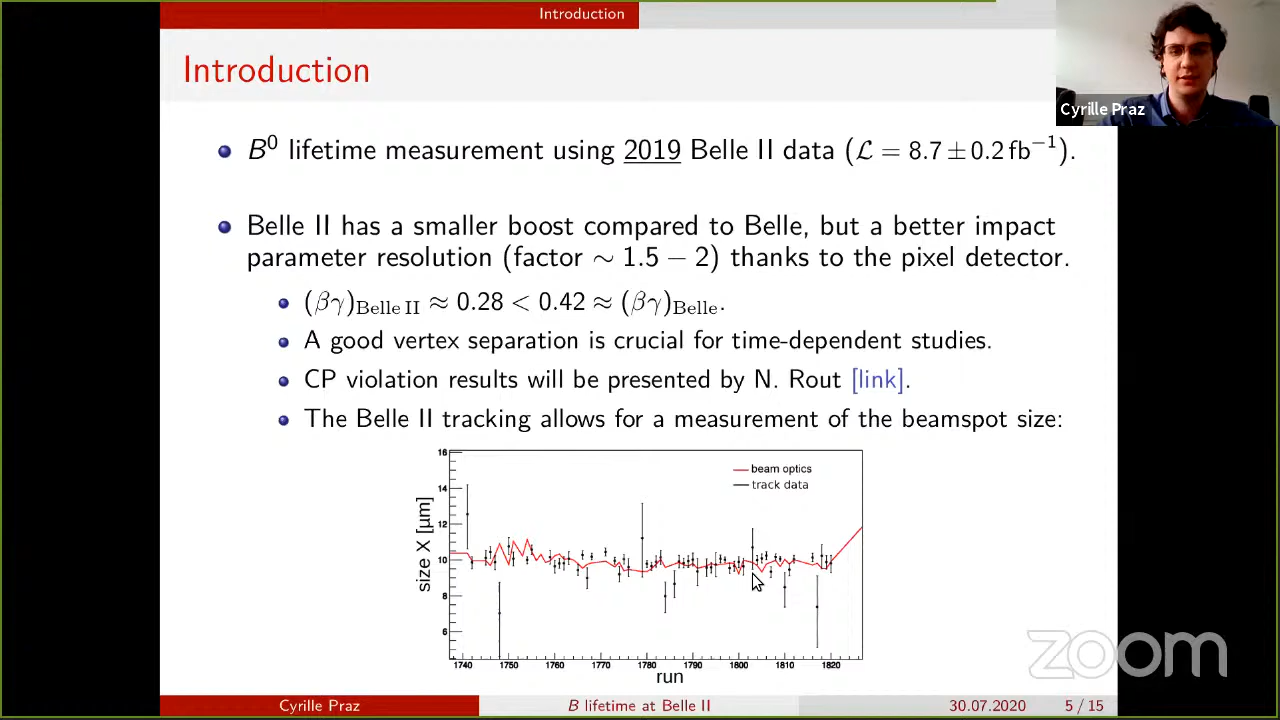 Introduction
Introduction
Cyrille Praz
B⁰ lifetime measurement using 2019 Belle II data (ℒ = 8.7 ± 0.2 fb⁻¹).
Belle II has a smaller boost compared to Belle, but a better impact
parameter resolution (factor ∼ 1.5 − 2) thanks to the pixel detector.
(βγ)Belle II ≈ 0.28 < 0.42 ≈ (βγ)Belle.
A good vertex separation is crucial for time-dependent studies.
CP violation results will be presented by N. Rout [link].
The Belle II tracking allows for a measurement of the beamspot size:
16
14
12
10
8
6
size X [µm]
beam optics
track data
1740 1750 1760 1770 1780 1790 1800 1810 1820
run
zoom
Cyrille Praz B lifetime at Belle II 30.07.2020 5 / 15